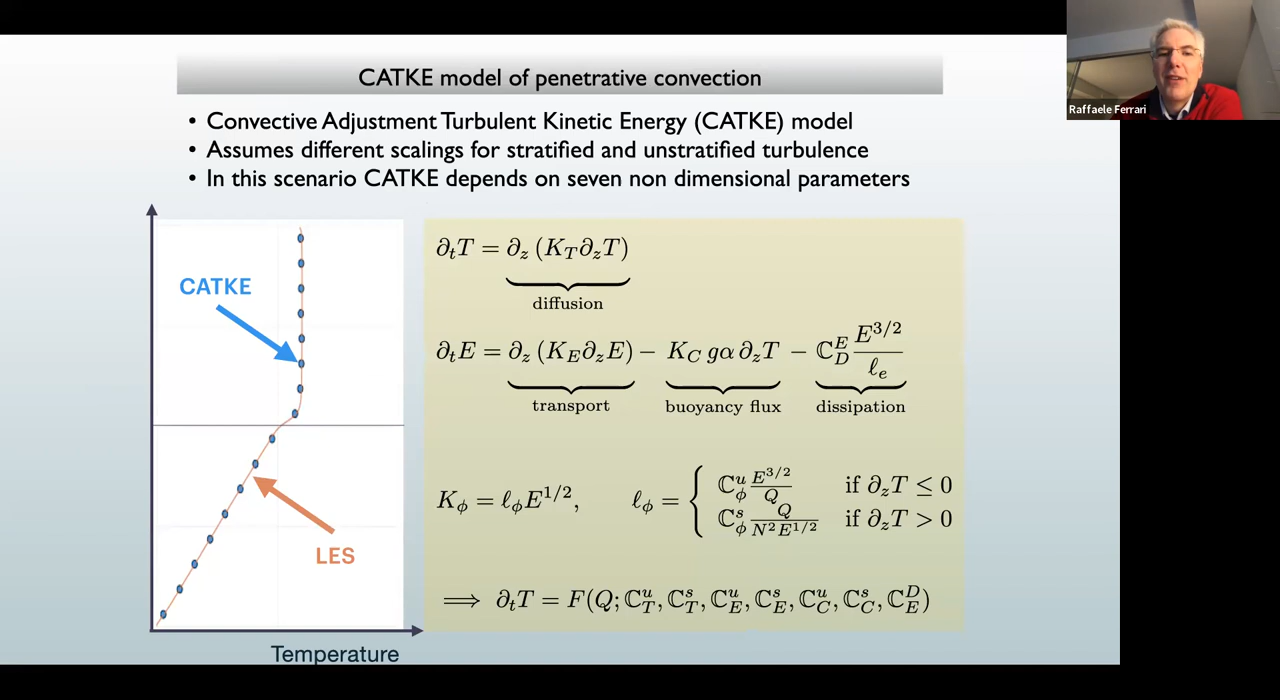 CATKE model of penetrative convection
Raffaele Ferrari
• Convective Adjustment Turbulent Kinetic Energy (CATKE) model
• Assumes different scalings for stratified and unstratified turbulence
• In this scenario CATKE depends on seven non dimensional parameters
CATKE
LES
Temperature
∂ₜT = ∂_z (K_T ∂_z T)
diffusion
∂ₜE = ∂_z (K_E ∂_z E) − K_C gα ∂_z T − ℂ_D^E E^{3/2} / ℓ_e
transport buoyancy flux dissipation
K_ϕ = ℓ_ϕ E^{1/2}, ℓ_ϕ = { ℂ_ϕ^u E^{3/2} / Q if ∂_z T ≤ 0
ℂ_ϕ^s Q / (N² E^{1/2}) if ∂_z T > 0
⟹ ∂ₜT = F(Q; ℂ_T^u, ℂ_T^s, ℂ_E^u, ℂ_E^s, ℂ_C^u, ℂ_C^s, ℂ_E^D)